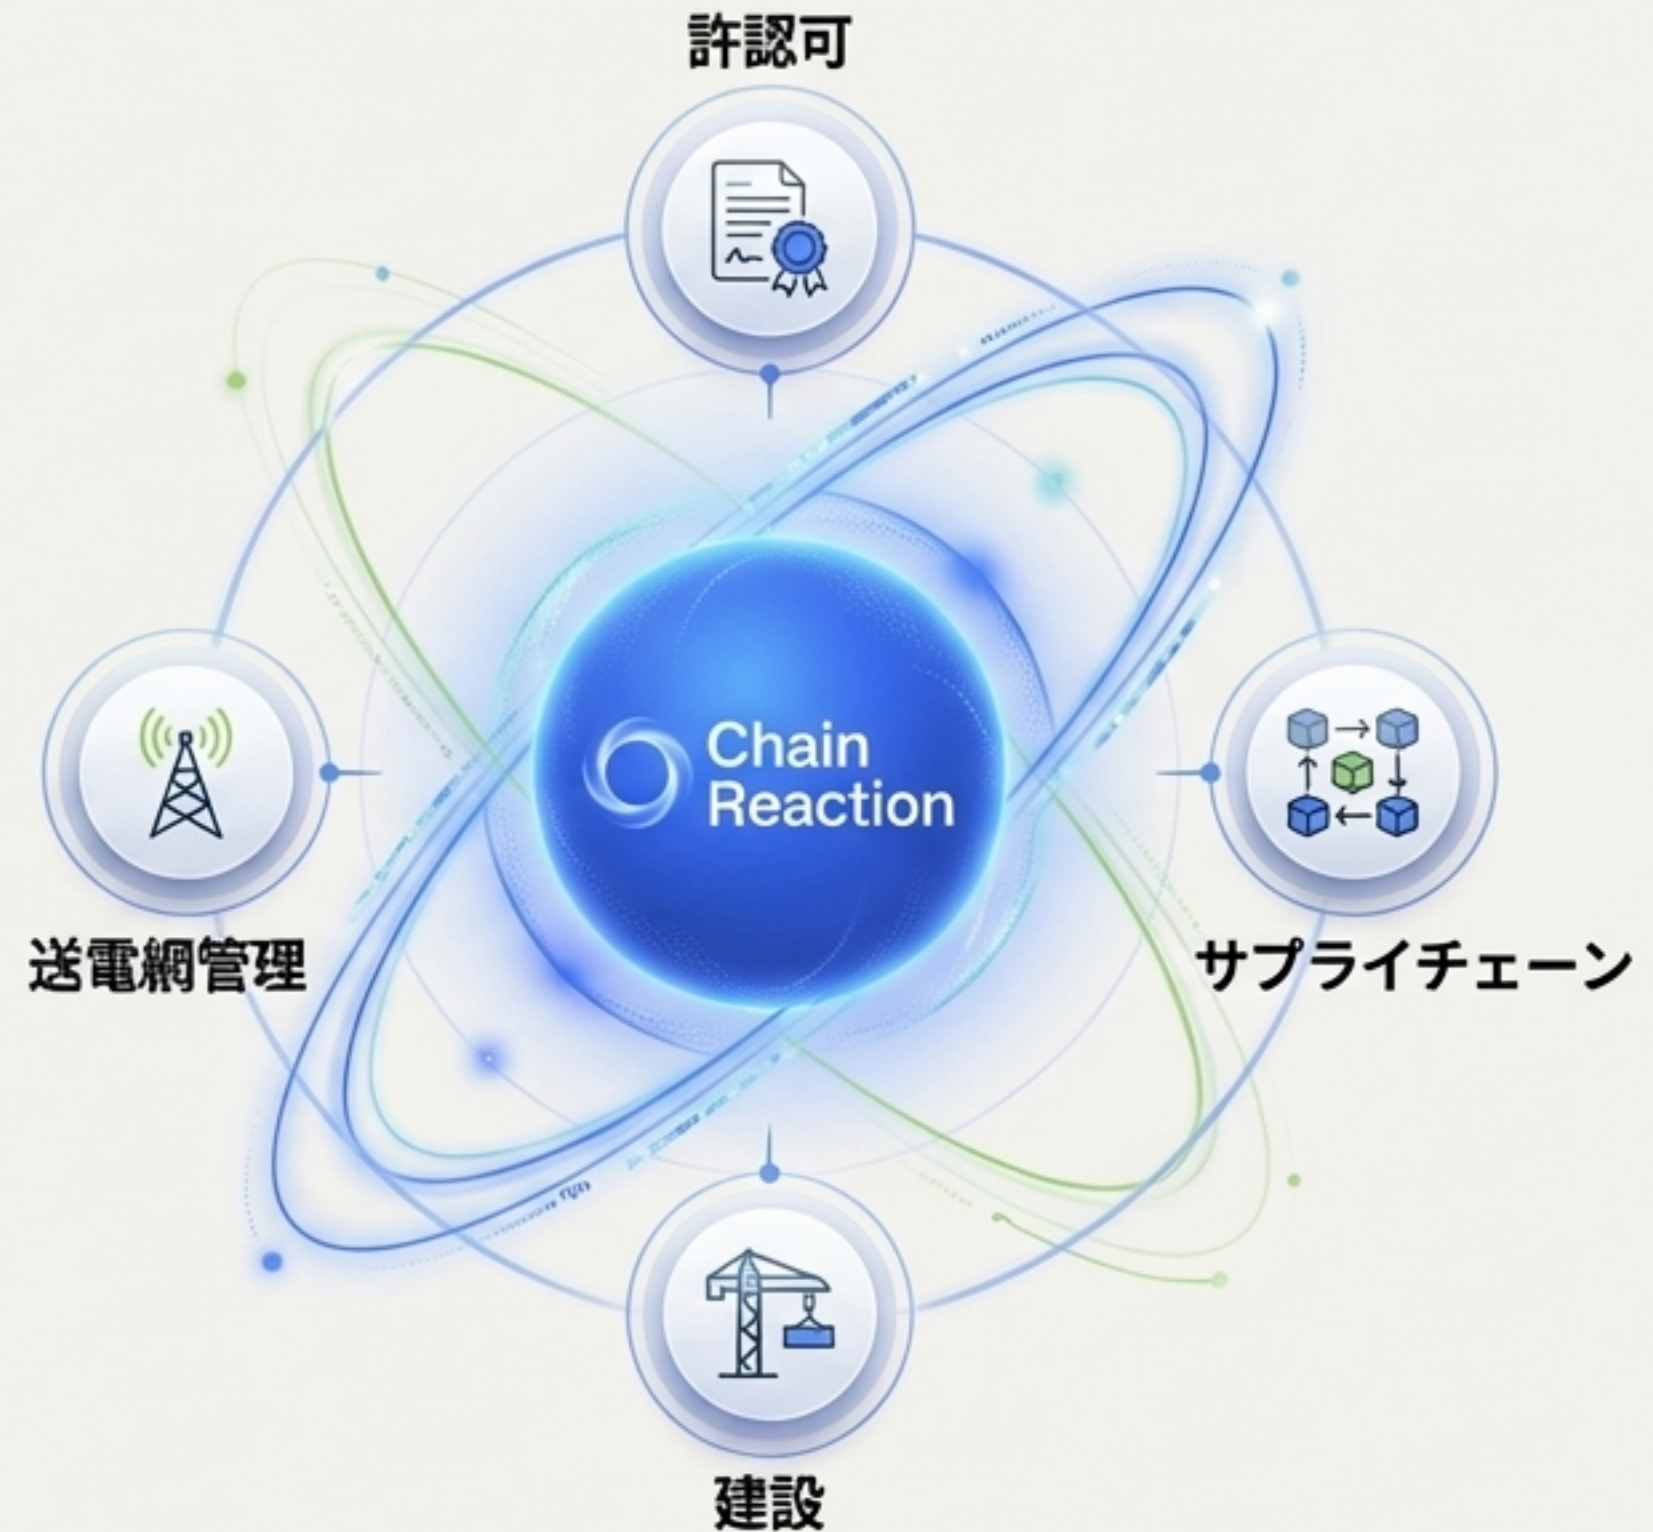 許認可
Chain
Reaction
送電網管理
サプライチェーン
建設